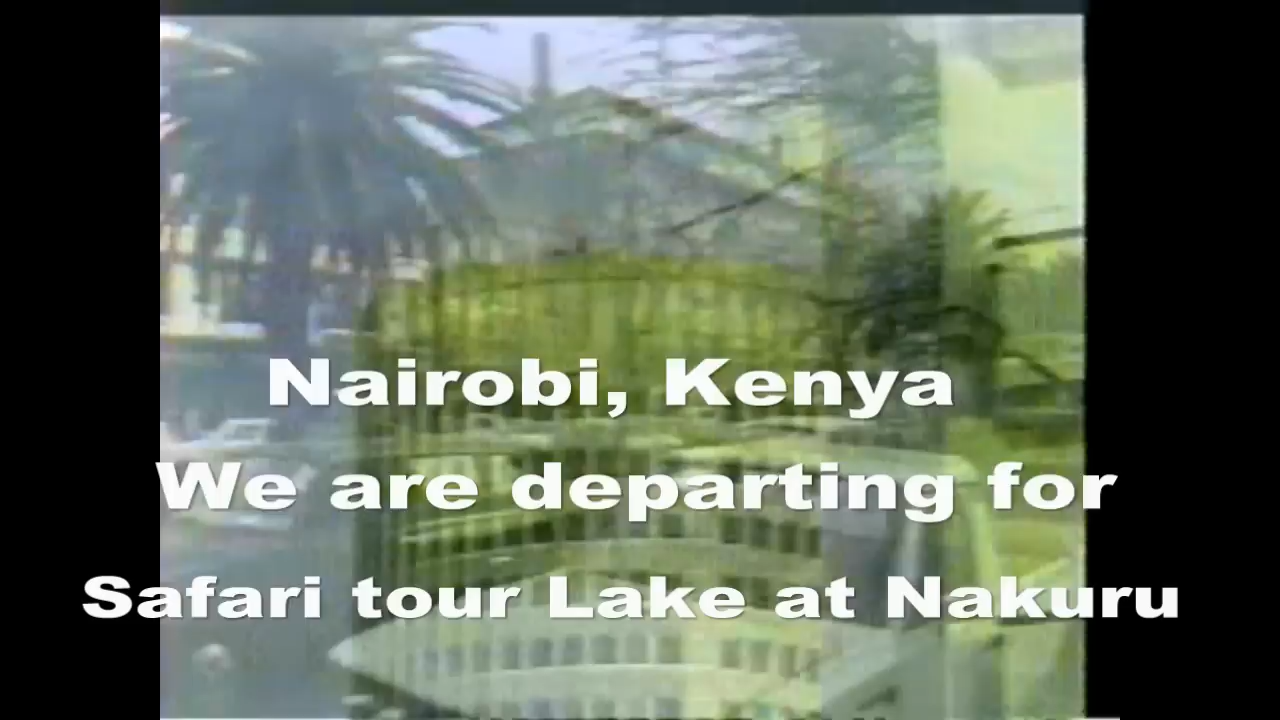 Nairobi, Kenya
We are departing for
Safari tour Lake at Nakuru